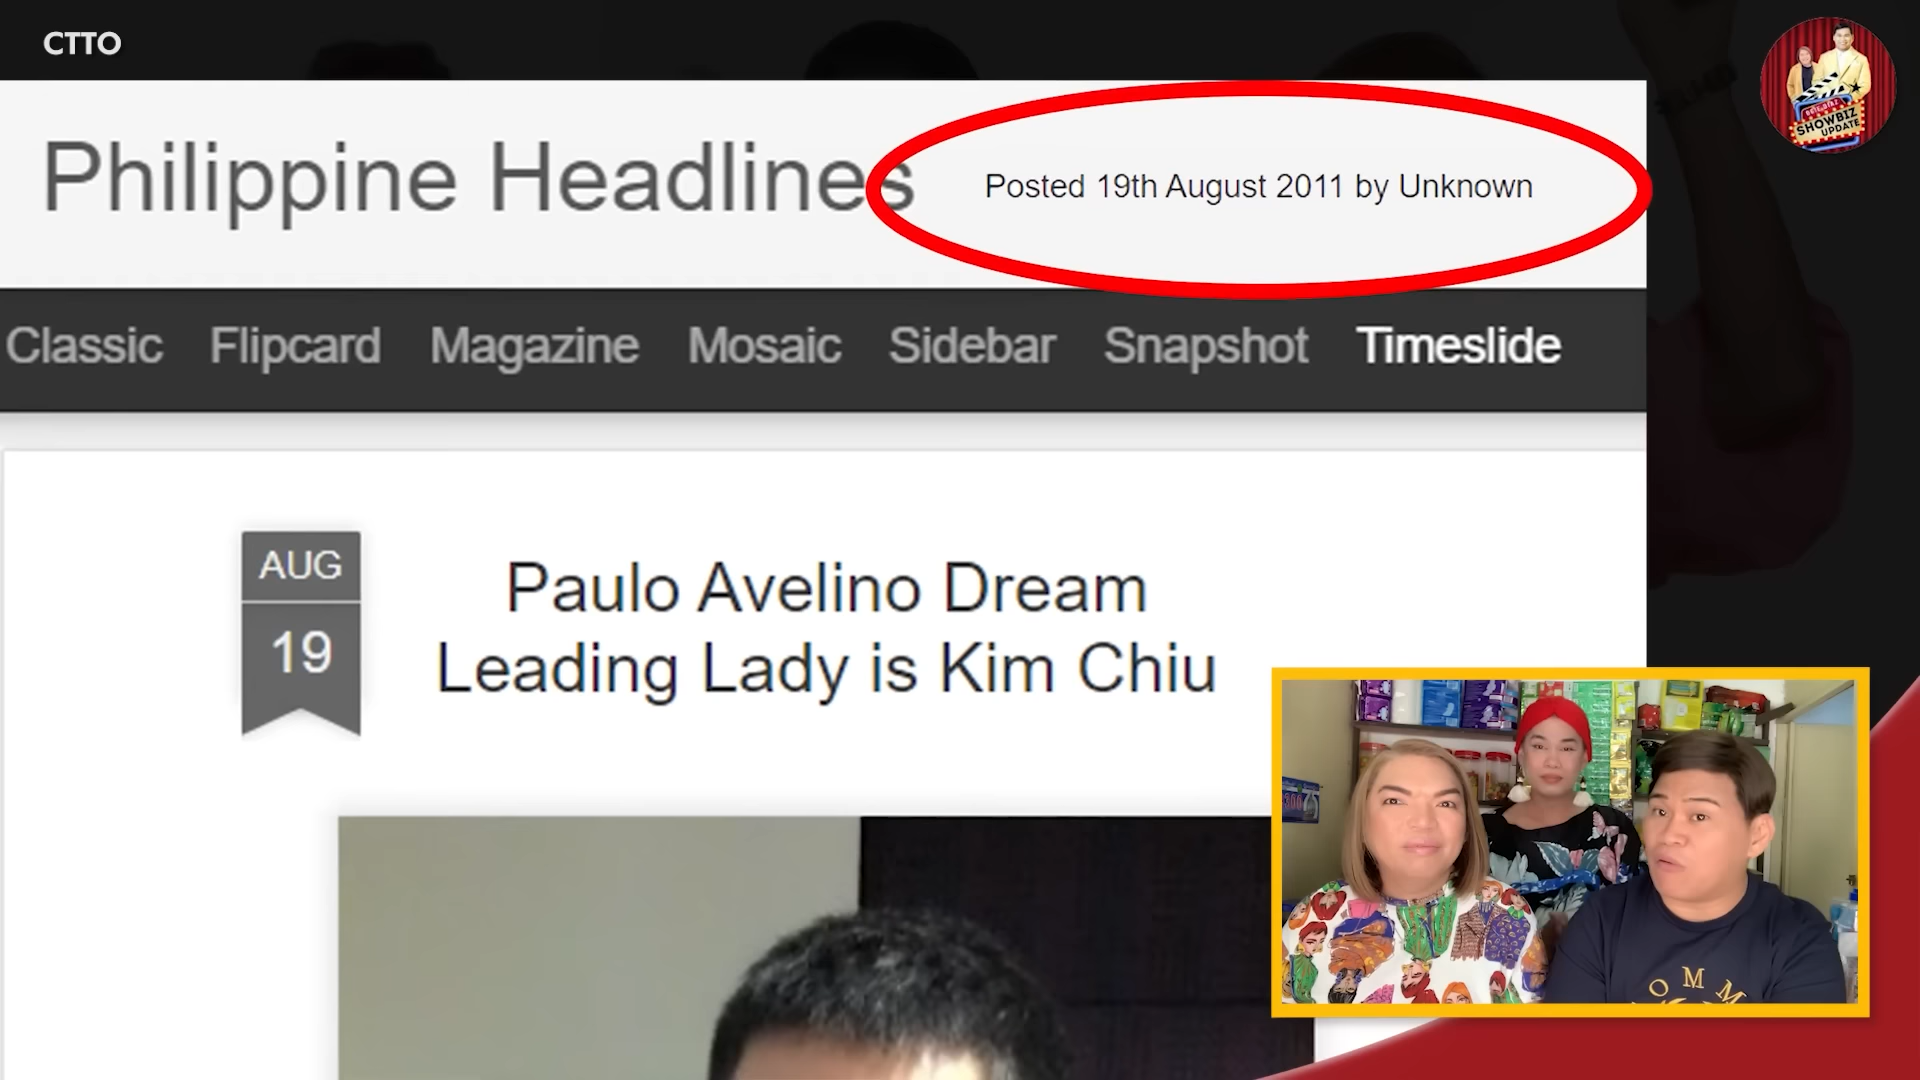 CTTO
SHOWBIZ
UPDATE
Philippine Headlines
Posted 19th August 2011 by Unknown
Classic Flipcard Magazine Mosaic Sidebar Snapshot Timeslide
AUG
19
Paulo Avelino Dream
Leading Lady is Kim Chiu
OMM